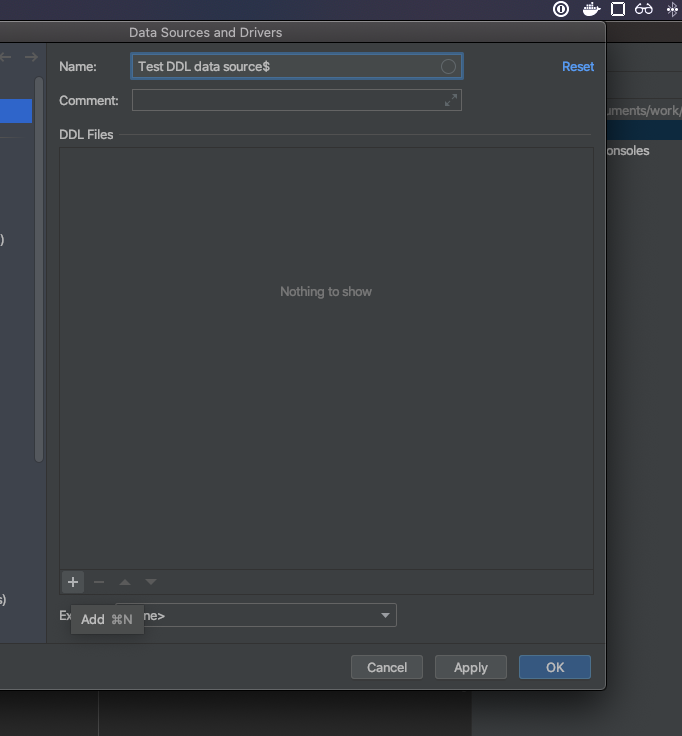 Data Sources and Drivers
Name: Test DDL data source$ Reset
Comment:
uments/work/
DDL Files
onsoles
)
Nothing to show
s)
Ex ne>
Add ⌘N
Cancel Apply OK